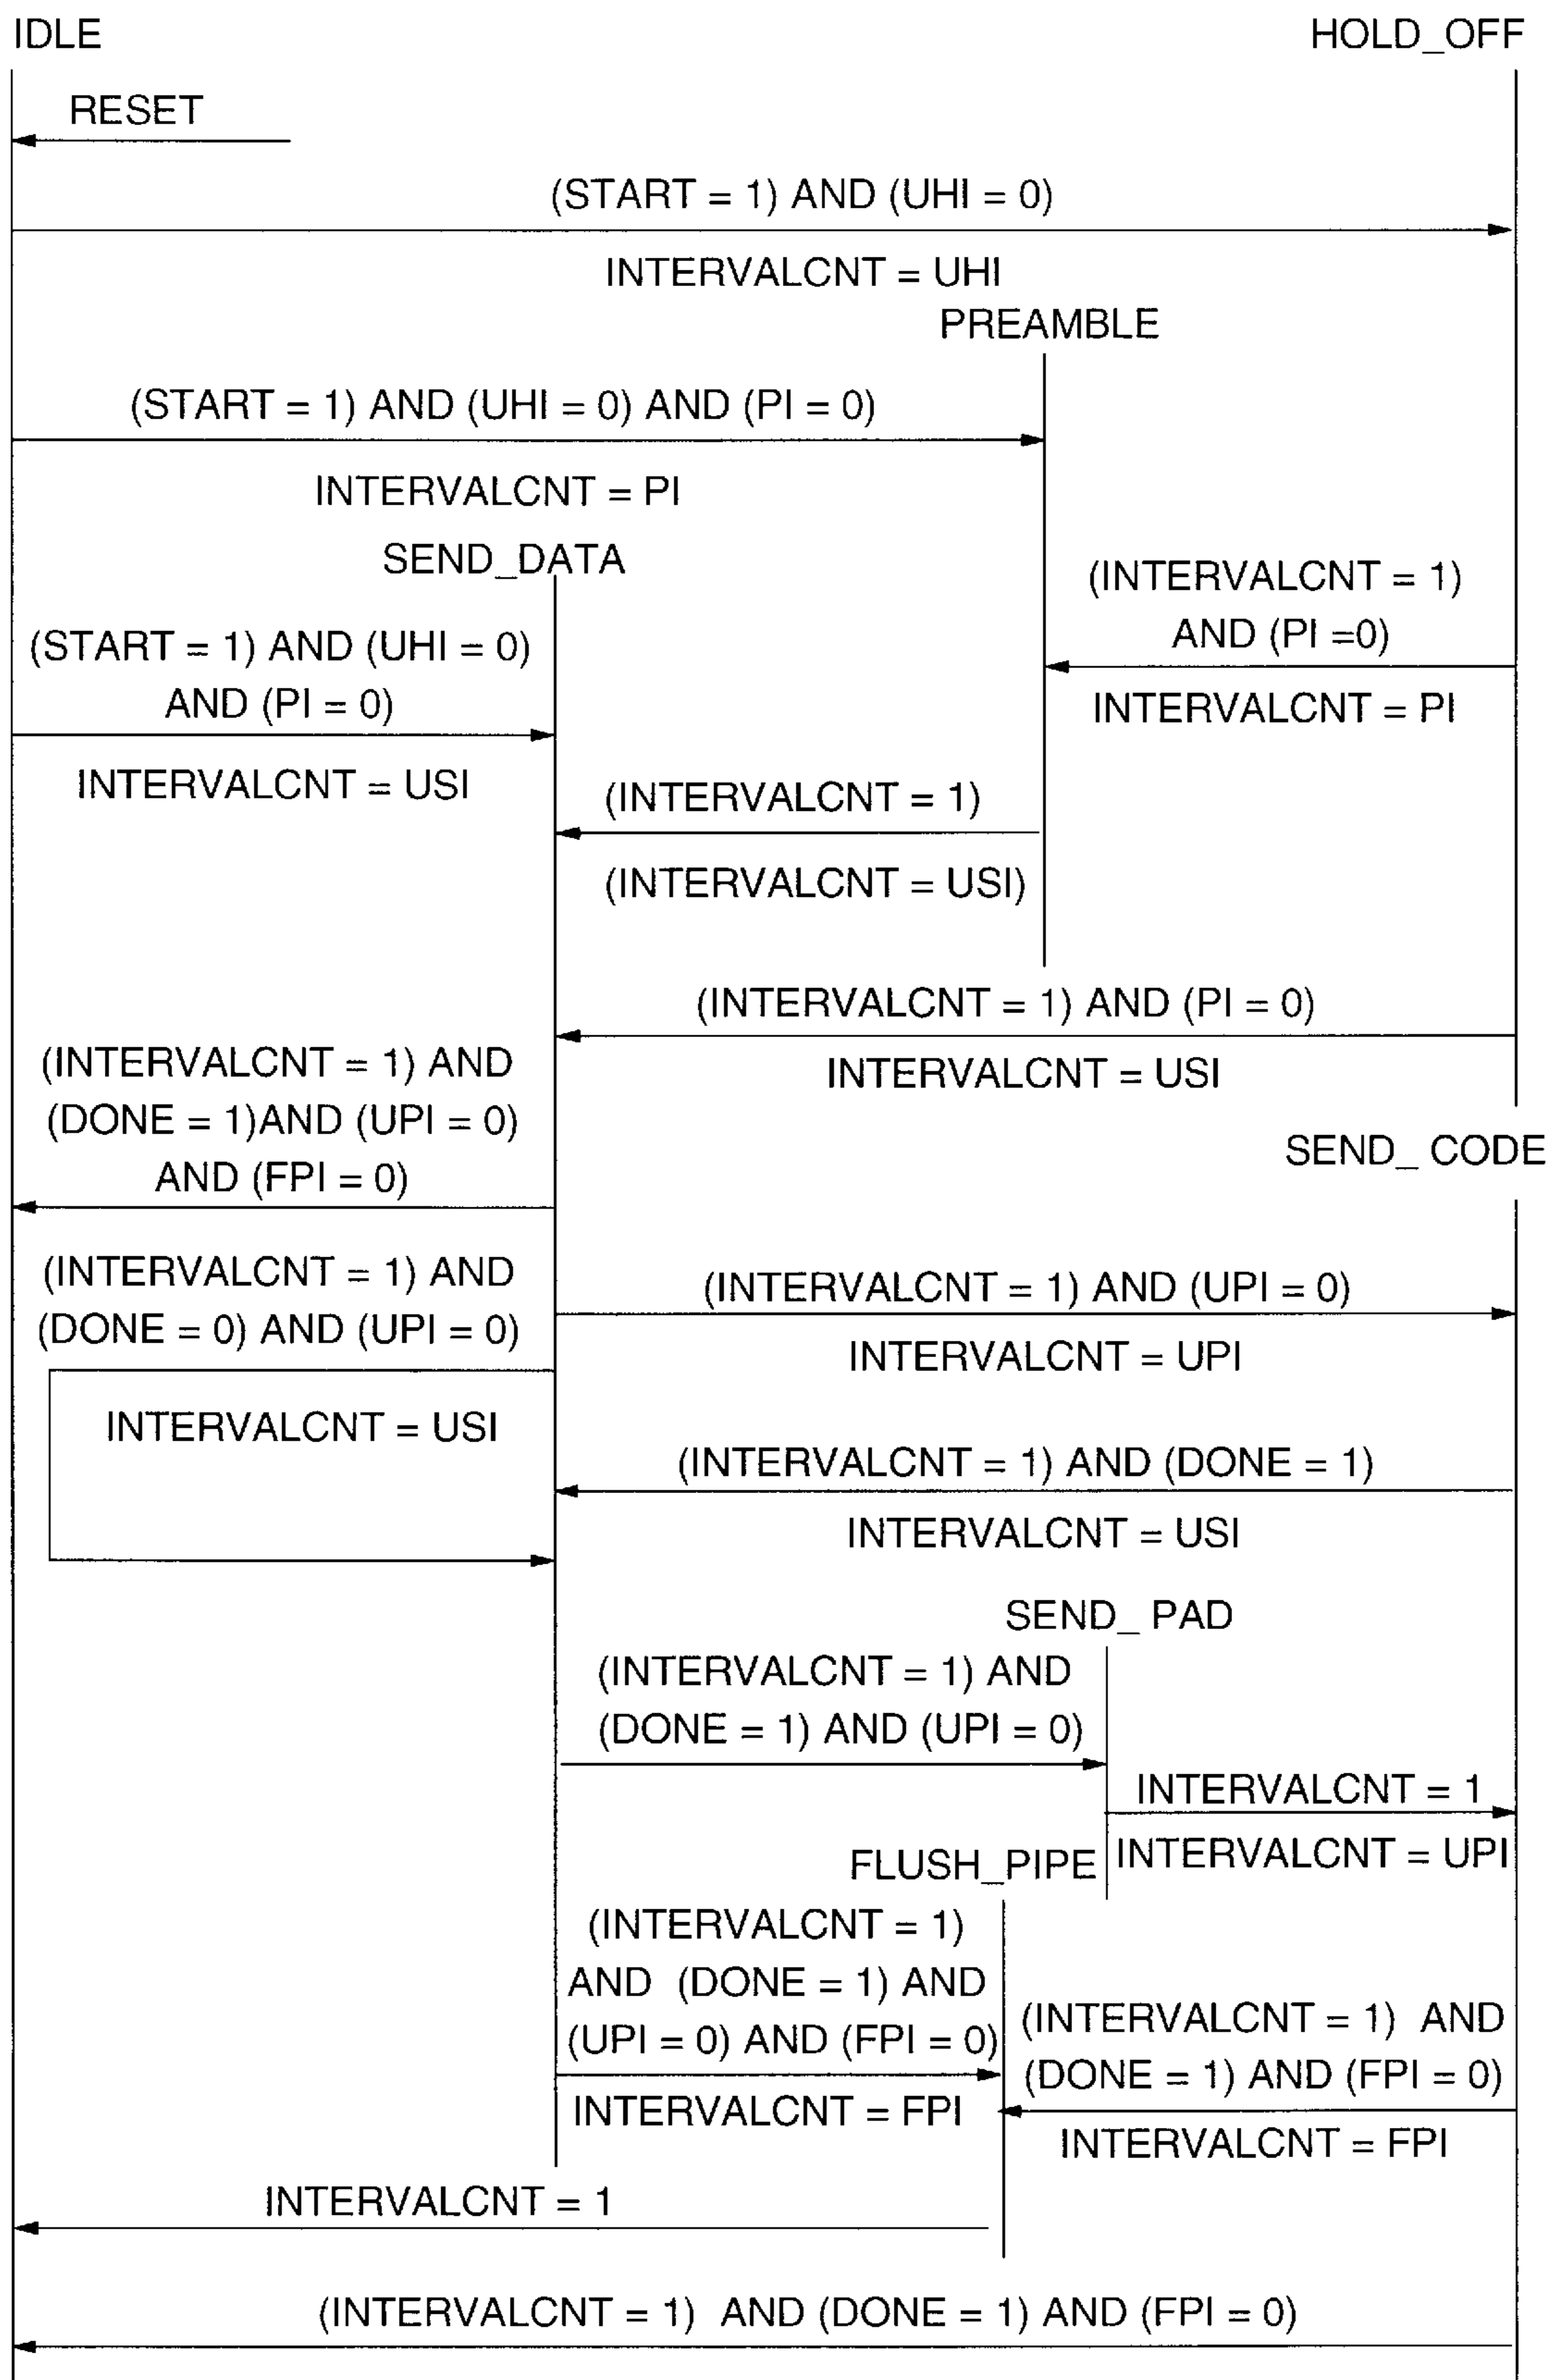 IDLE
HOLD_OFF
RESET
(START = 1) AND (UHI = 0)
INTERVALCNT = UHI
PREAMBLE
(START = 1) AND (UHI = 0) AND (PI = 0)
INTERVALCNT = PI
SEND_DATA
(INTERVALCNT = 1)
AND (PI =0)
INTERVALCNT = PI
(START = 1) AND (UHI = 0)
AND (PI = 0)
INTERVALCNT = USI
(INTERVALCNT = 1)
(INTERVALCNT = USI)
(INTERVALCNT = 1) AND (PI = 0)
INTERVALCNT = USI
(INTERVALCNT = 1) AND
(DONE = 1)AND (UPI = 0)
AND (FPI = 0)
SEND_ CODE
(INTERVALCNT = 1) AND
(DONE = 0) AND (UPI = 0)
INTERVALCNT = USI
(INTERVALCNT = 1) AND (UPI = 0)
INTERVALCNT = UPI
(INTERVALCNT = 1) AND (DONE = 1)
INTERVALCNT = USI
SEND_ PAD
(INTERVALCNT = 1) AND
(DONE = 1) AND (UPI = 0)
INTERVALCNT = 1
INTERVALCNT = UPI
FLUSH_PIPE
(INTERVALCNT = 1)
AND (DONE = 1) AND
(UPI = 0) AND (FPI = 0)
INTERVALCNT = FPI
(INTERVALCNT = 1) AND
(DONE = 1) AND (FPI = 0)
INTERVALCNT = FPI
INTERVALCNT = 1
(INTERVALCNT = 1) AND (DONE = 1) AND (FPI = 0)